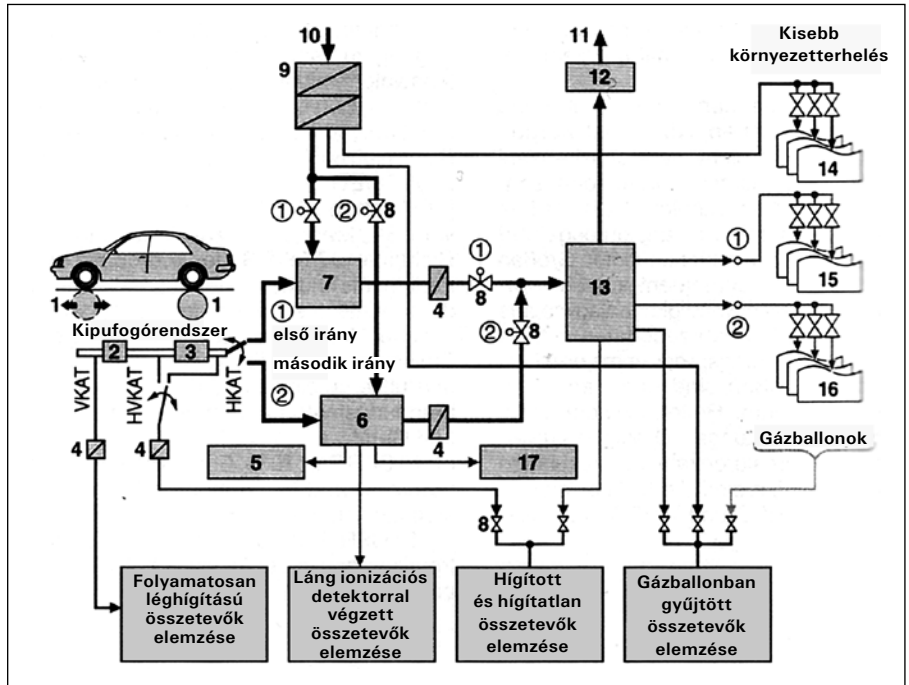 10
9
11
12
Kisebb
környezetterhelés
14
①
②
8
7
4
①
8
②
8
13
①
15
②
16
1
1
Kipufogórendszer
2
3
①
első irány
második irány
②
VKAT
HVKAT
HKAT
6
4
4
4
5
17
8
Gázballonok
Folyamatosan
léghígítású
összetevők
elemzése
Láng ionizációs
detektorral
végzett
összetevők
elemzése
Hígított
és hígítatlan
összetevők
elemzése
Gázballonban
gyűjtött
összetevők
elemzése